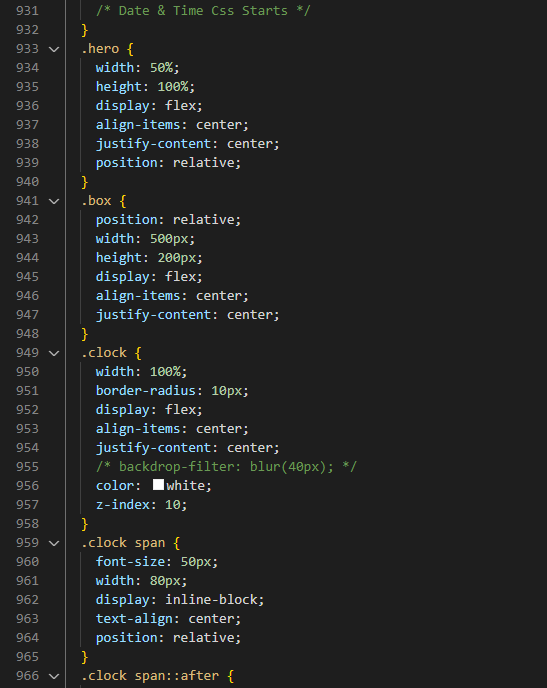 931 /* Date & Time Css Starts */
932 }
933 .hero {
934 width: 50%;
935 height: 100%;
936 display: flex;
937 align-items: center;
938 justify-content: center;
939 position: relative;
940 }
941 .box {
942 position: relative;
943 width: 500px;
944 height: 200px;
945 display: flex;
946 align-items: center;
947 justify-content: center;
948 }
949 .clock {
950 width: 100%;
951 border-radius: 10px;
952 display: flex;
953 align-items: center;
954 justify-content: center;
955 /* backdrop-filter: blur(40px); */
956 color: white;
957 z-index: 10;
958 }
959 .clock span {
960 font-size: 50px;
961 width: 80px;
962 display: inline-block;
963 text-align: center;
964 position: relative;
965 }
966 .clock span::after {